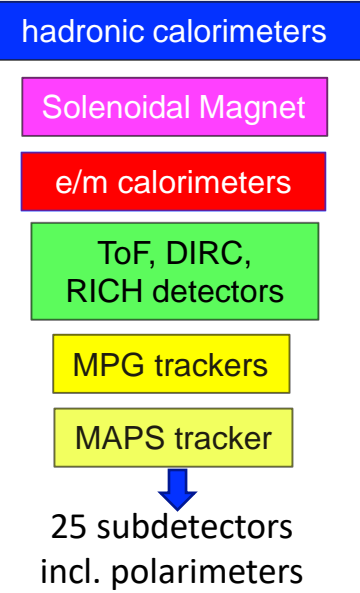 hadronic calorimeters
Solenoidal Magnet
e/m calorimeters
ToF, DIRC,
RICH detectors
MPG trackers
MAPS tracker
25 subdetectors
incl. polarimeters